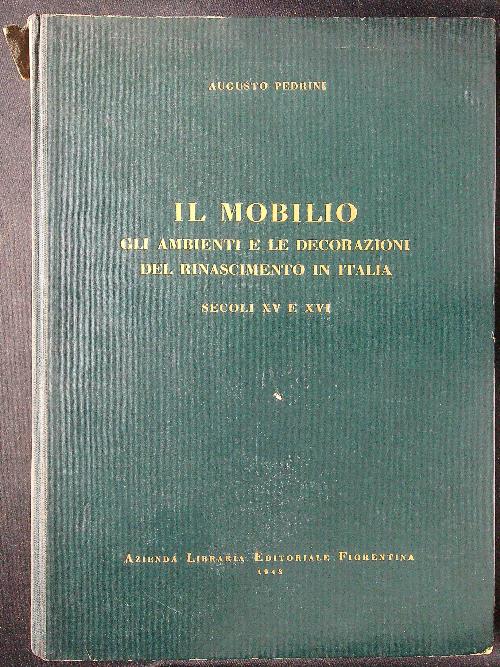 AUGUSTO PEDRINI
IL MOBILIO
GLI AMBIENTI E LE DECORAZIONI
DEL RINASCIMENTO IN ITALIA
SECOLI XV E XVI
AZIENDA LIBRARIA EDITORIALE FIORENTINA
1948